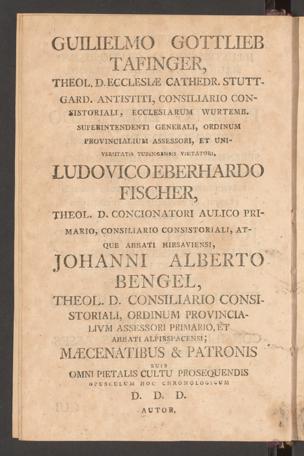 GUILIELMO GOTTLIEB
TAFINGER,
THEOL. D. ECCLESIÆ CATHEDR. STUTT-
GARD. ANTISTITI, CONSILIARIO CON-
SISTORIALI, ECCLESIARUM WURTEMB.
SUPERINTENDENTI GENERALI, ORDINUM
PROVINCIALIUM ASSESSORI, ET UNI-
VERSITATIS TUBINGENSIS VISITATORI,
LUDOVICO EBERHARDO
FISCHER,
THEOL. D. CONCIONATORI AULICO PRI-
MARIO, CONSILIARIO CONSISTORIALI, AT-
QUE ABBATI HIRSAVIENSI,
JOHANNI ALBERTO
BENGEL,
THEOL. D. CONSILIARIO CONSI-
STORIALI, ORDINUM PROVINCIA-
LIVM ASSESSORI PRIMARIO, ET
ABBATI ALPIRSPACENSI;
MÆCENATIBUS & PATRONIS
SUIS
OMNI PIETALIS CULTU PROSEQUENDIS
OPUSCULUM HOC CHRONOLOGICUM
D. D. D.
AUTOR.